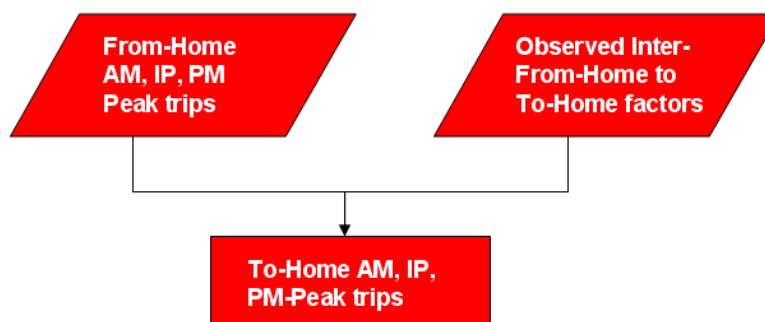 From-Home
AM, IP, PM
Peak trips
Observed Inter-
From-Home to
To-Home factors
To-Home AM, IP,
PM-Peak trips